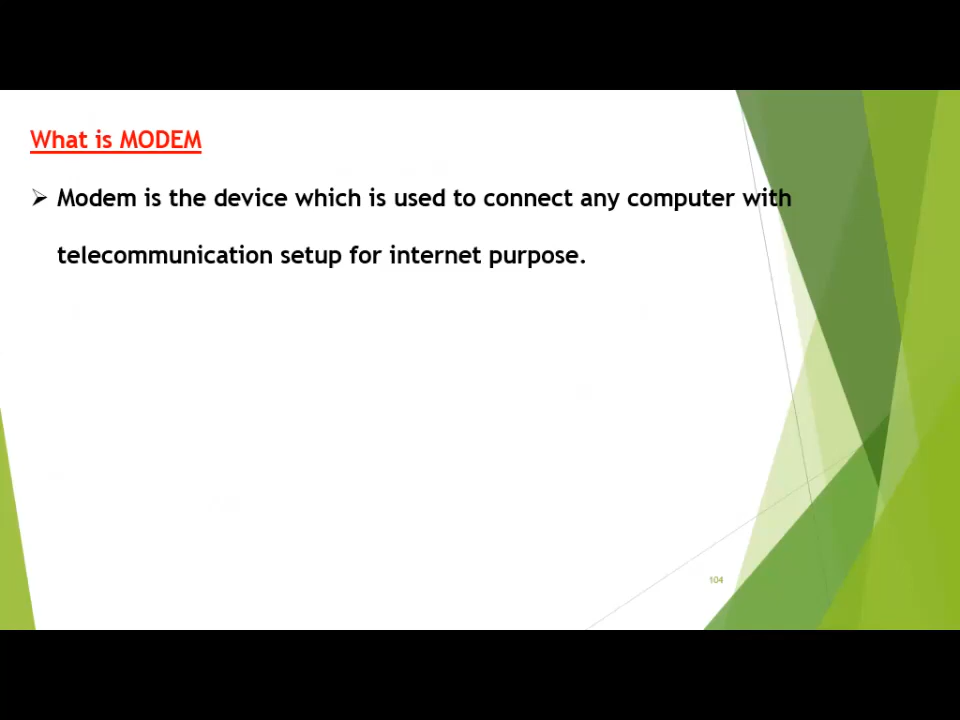 What is MODEM
➢ Modem is the device which is used to connect any computer with
telecommunication setup for internet purpose.
104